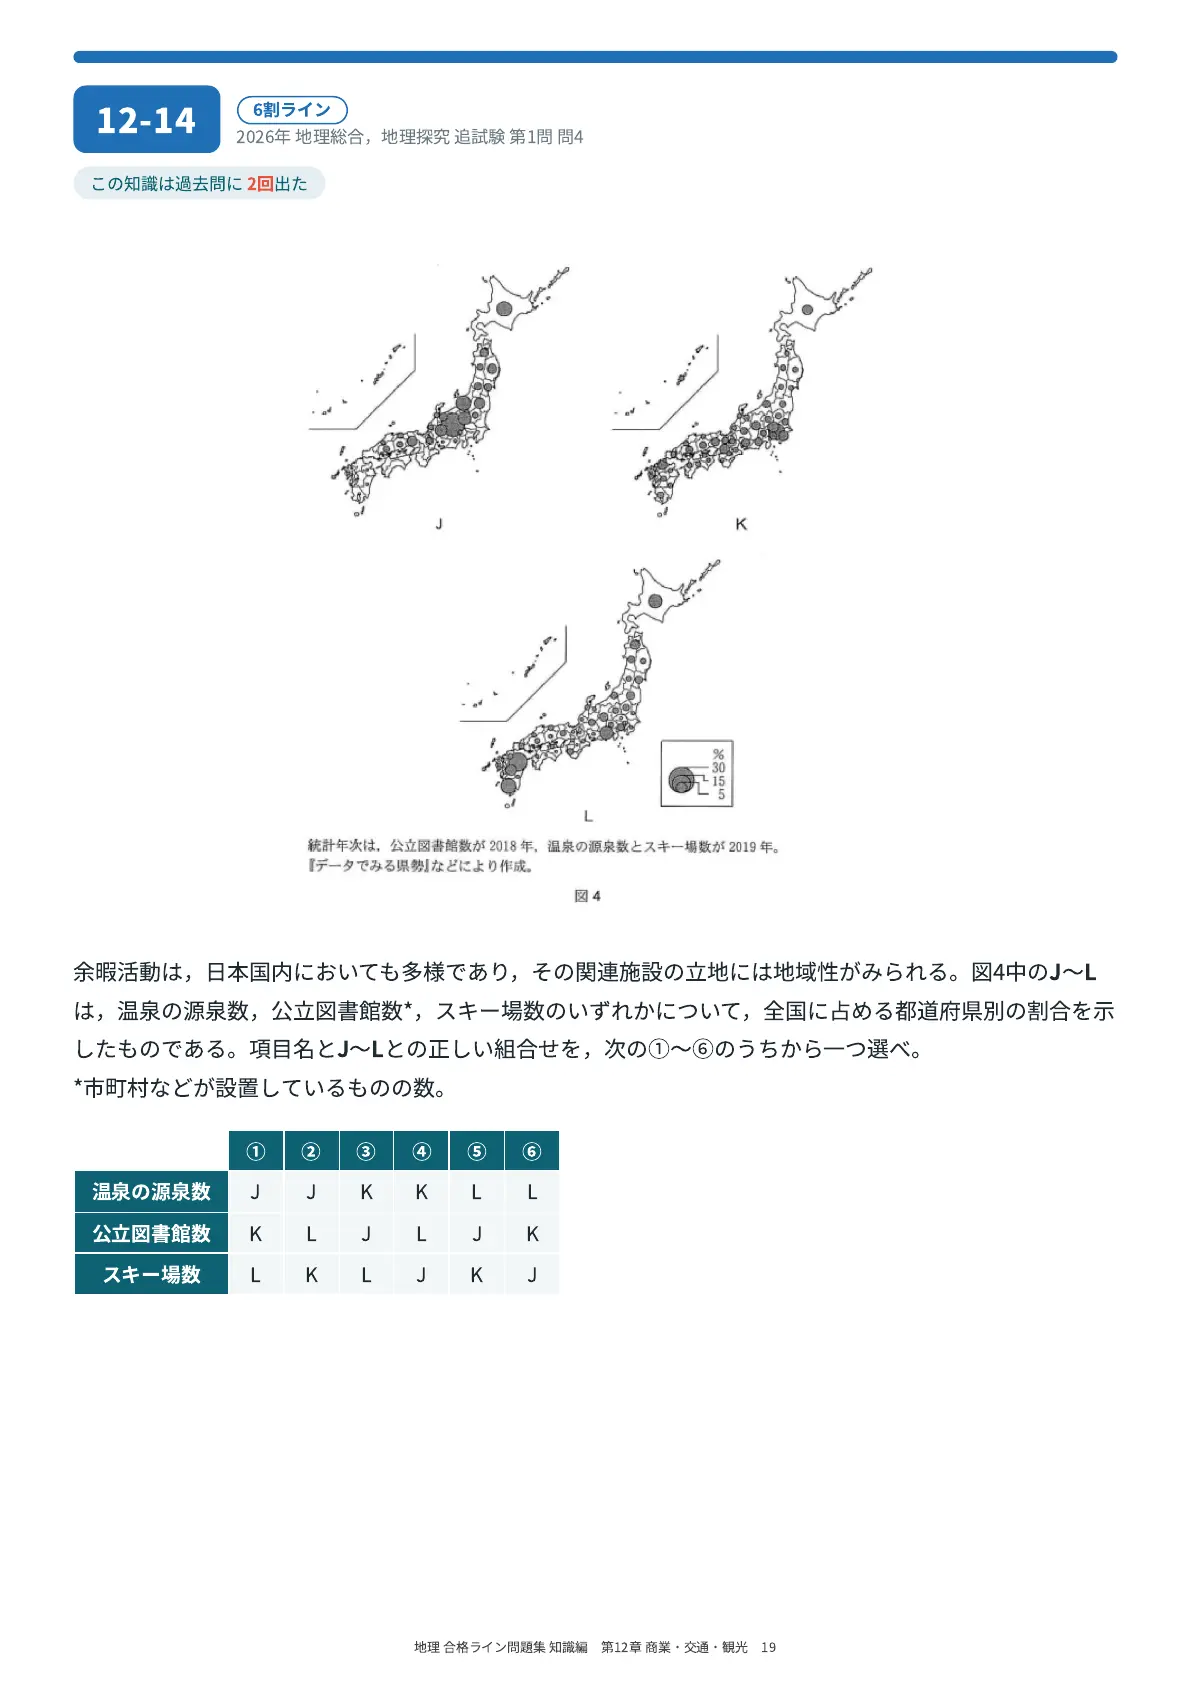 12-14
6割ライン
2026年 地理総合，地理探究 追試験 第1問 問4
この知識は過去問に 2回出た
J
K
%
30
15
5
L
統計年次は，公立図書館数が 2018 年，温泉の源泉数とスキー場数が 2019 年。
『データでみる県勢』などにより作成。
図 4
余暇活動は，日本国内においても多様であり，その関連施設の立地には地域性がみられる。図4中のJ～L
は，温泉の源泉数，公立図書館数*，スキー場数のいずれかについて，全国に占める都道府県別の割合を示
したものである。項目名とJ～Lとの正しい組合せを，次の①～⑥のうちから一つ選べ。
*市町村などが設置しているものの数。
① ② ③ ④ ⑤ ⑥
温泉の源泉数 J J K K L L
公立図書館数 K L J L J K
スキー場数 L K L J K J
地理 合格ライン問題集 知識編　第12章 商業・交通・観光　19